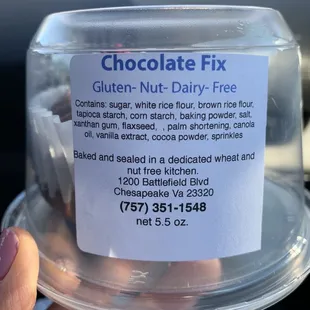 Chocolate Fix
Gluten- Nut- Dairy- Free
Contains: sugar, white rice flour, brown rice flour,
tapioca starch, corn starch, baking powder, salt,
xanthan gum, flaxseed, , palm shortening, canola
oil, vanilla extract, cocoa powder, sprinkles
Baked and sealed in a dedicated wheat and
nut free kitchen.
1200 Battlefield Blvd
Chesapeake Va 23320
(757) 351-1548
net 5.5 oz.